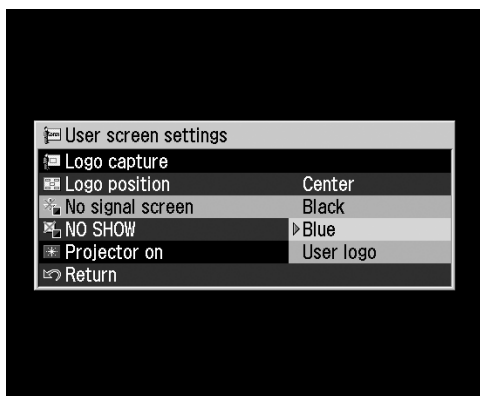 User screen settings
Logo capture
Logo position Center
No signal screen Black
NO SHOW Blue
Projector on User logo
Return